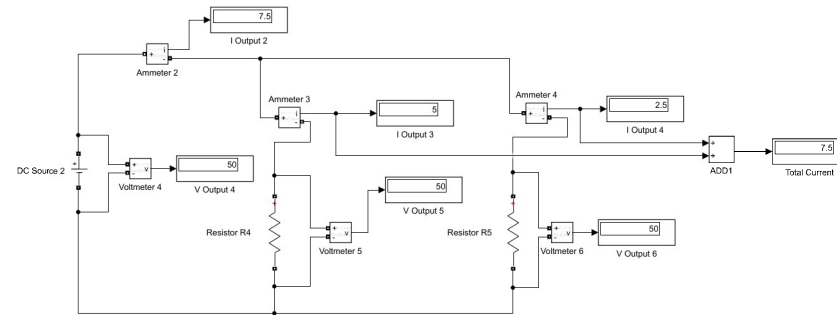 7.5
I Output 2
Ammeter 2
Ammeter 3
5
I Output 3
Ammeter 4
2.5
I Output 4
ADD1
7.5
Total Current
DC Source 2
Voltmeter 4
50
V Output 4
Resistor R4
Voltmeter 5
50
V Output 5
Resistor R5
Voltmeter 6
50
V Output 6